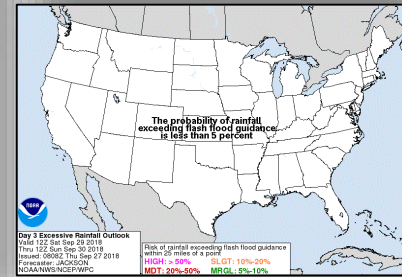 The probability of rainfall
exceeding flash flood guidance
is less than 5 percent
NOAA
Day 3 Excessive Rainfall Outlook
Valid 12Z Sat Sep 29 2018
Thru 12Z Sun Sep 30 2018
Issued: 0808Z Thu Sep 27 2018
Forecaster: JACKSON
NOAA/NWS/NCEP/WPC
Risk of rainfall exceeding flash flood guidance
within 25 miles of a point
HIGH: > 50% SLGT: 10%-20%
MDT: 20%-50% MRGL: 5%-10%